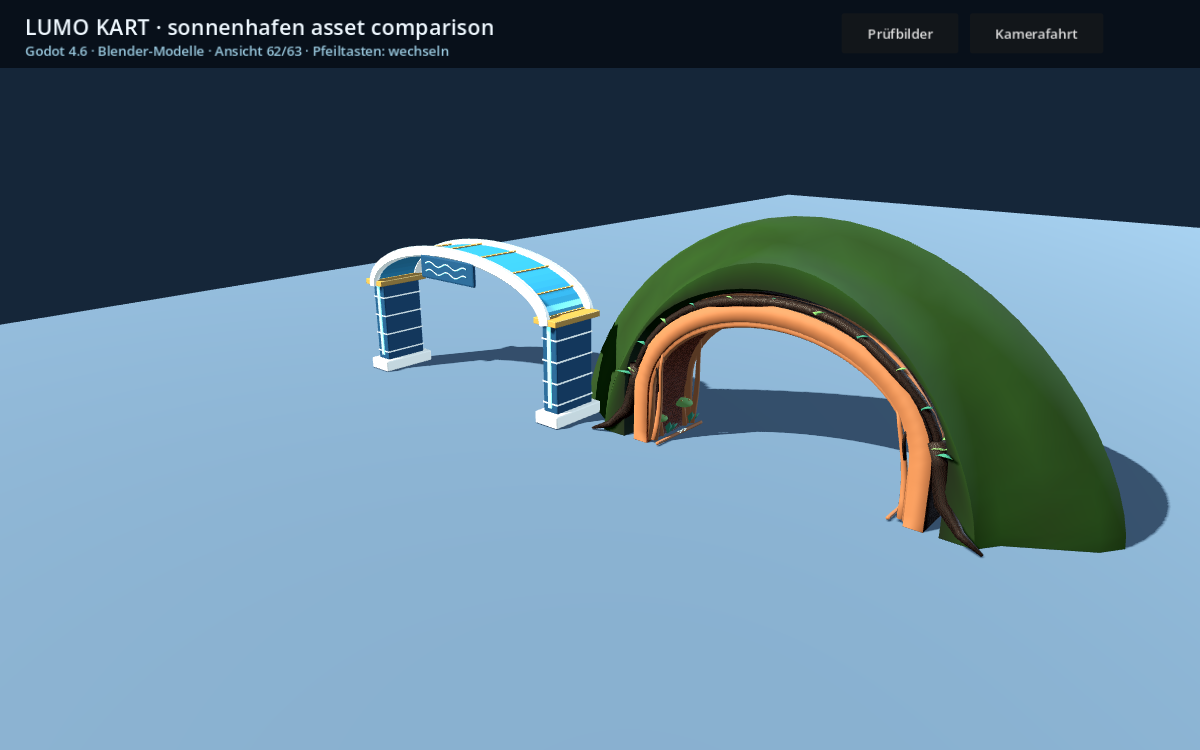 LUMO KART · sonnenhafen asset comparison
Godot 4.6 · Blender-Modelle · Ansicht 62/63 · Pfeiltasten: wechseln
Prüfbilder
Kamerafahrt